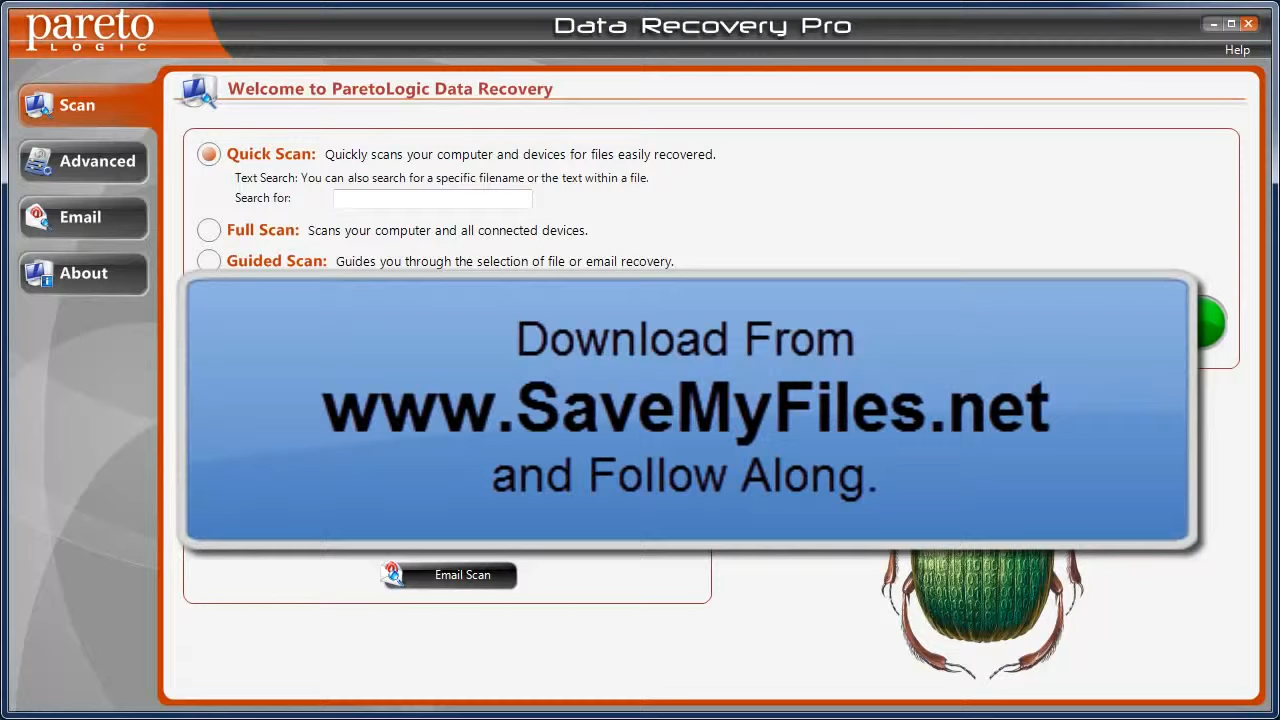 pareto
LOGIC
Data Recovery Pro
Help
Scan
Advanced
Email
About
Welcome to ParetoLogic Data Recovery
Quick Scan: Quickly scans your computer and devices for files easily recovered.
Text Search: You can also search for a specific filename or the text within a file.
Search for:
Full Scan: Scans your computer and all connected devices.
Guided Scan: Guides you through the selection of file or email recovery.
Download From
www.SaveMyFiles.net
and Follow Along.
Email Scan